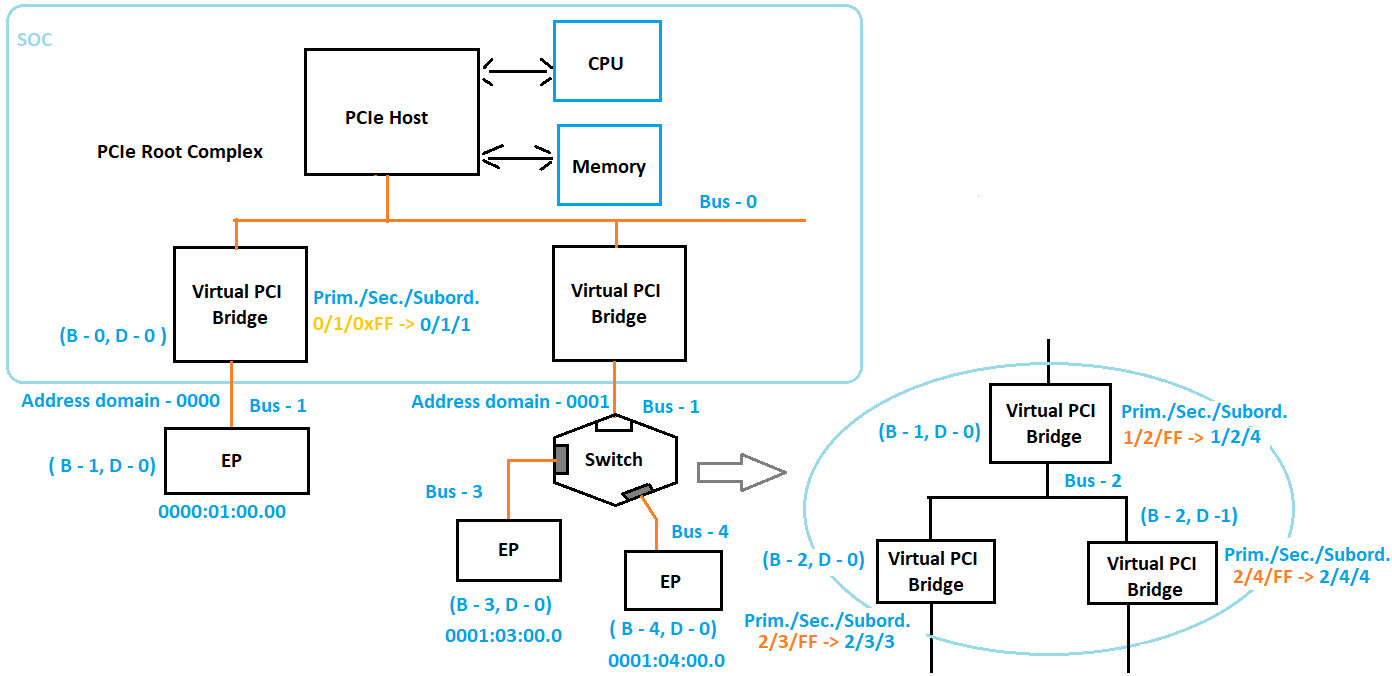 SOC
CPU
PCIe Host
PCIe Root Complex
Memory
Bus - 0
Virtual PCI
Bridge
Prim./Sec./Subord.
0/1/0xFF -> 0/1/1
(B - 0, D - 0 )
Virtual PCI
Bridge
Address domain - 0000
Bus - 1
Address domain - 0001
Bus - 1
( B - 1, D - 0)
EP
0000:01:00.00
Switch
Bus - 3
Bus - 4
EP
(B - 3, D - 0)
0001:03:00.0
EP
( B - 4, D - 0)
0001:04:00.0
(B - 1, D - 0)
Virtual PCI
Bridge
Prim./Sec./Subord.
1/2/FF -> 1/2/4
Bus - 2
(B - 2, D -1)
(B - 2, D - 0)
Virtual PCI
Bridge
Virtual PCI
Bridge
Prim./Sec./Subord.
2/4/FF -> 2/4/4
Prim./Sec./Subord.
2/3/FF -> 2/3/3